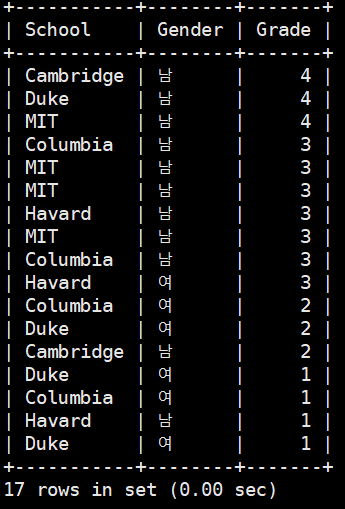 +-----------+--------+-------+
| School    | Gender | Grade |
+-----------+--------+-------+
| Cambridge | 남     |     4 |
| Duke      | 남     |     4 |
| MIT       | 남     |     4 |
| Columbia  | 남     |     3 |
| MIT       | 남     |     3 |
| MIT       | 남     |     3 |
| Havard    | 남     |     3 |
| MIT       | 남     |     3 |
| Columbia  | 남     |     3 |
| Havard    | 여     |     3 |
| Columbia  | 여     |     2 |
| Duke      | 여     |     2 |
| Cambridge | 남     |     2 |
| Duke      | 여     |     1 |
| Columbia  | 여     |     1 |
| Havard    | 남     |     1 |
| Duke      | 여     |     1 |
+-----------+--------+-------+
17 rows in set (0.00 sec)